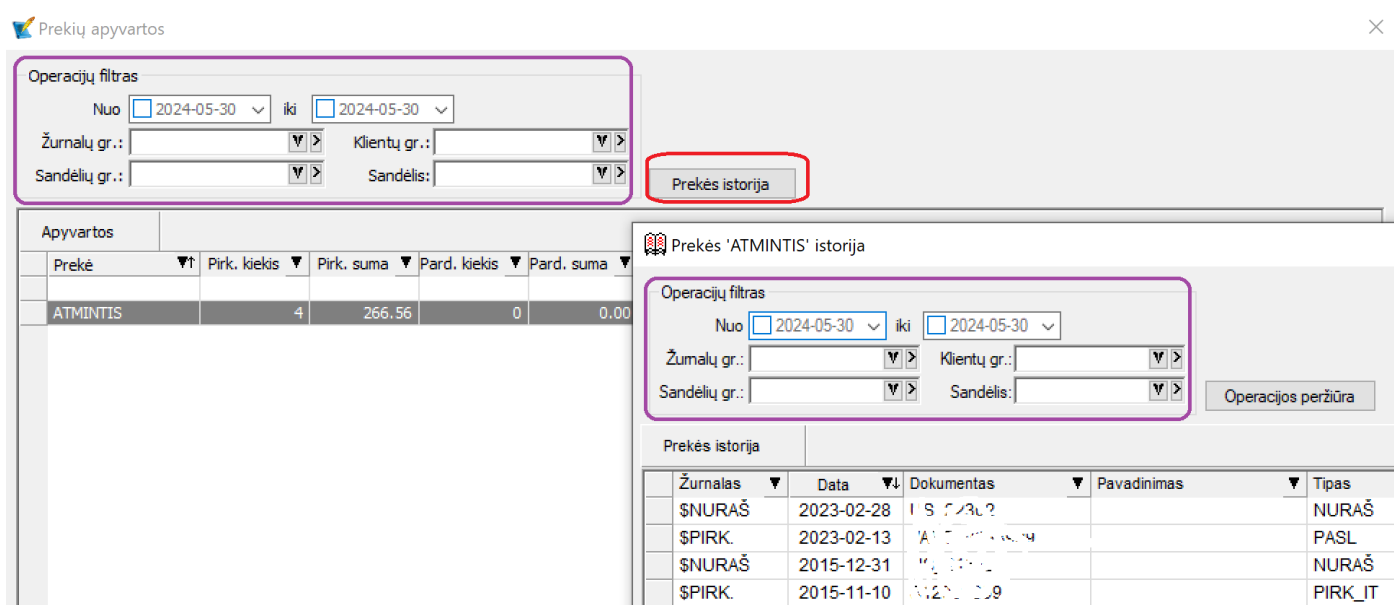 Prekių apyvartos
Operacijų filtras
Nuo 2024-05-30 iki 2024-05-30
Žurnalų gr.: Klientų gr.:
Sandėlių gr.: Sandėlis:
Prekės istorija
Apyvartos
Prekė Pirk. kiekis Pirk. suma Pard. kiekis Pard. suma
ATMINTIS 4 266.56 0 0.00
Prekės 'ATMINTIS' istorija
Operacijų filtras
Nuo 2024-05-30 iki 2024-05-30
Žurnalų gr.: Klientų gr.:
Sandėlių gr.: Sandėlis:
Operacijos peržiūra
Prekės istorija
Žurnalas Data Dokumentas Pavadinimas Tipas
$NURAŠ 2023-02-28 NURAŠ
$PIRK. 2023-02-13 PASL
$NURAŠ 2015-12-31 NURAŠ
$PIRK. 2015-11-10 PIRK_IT